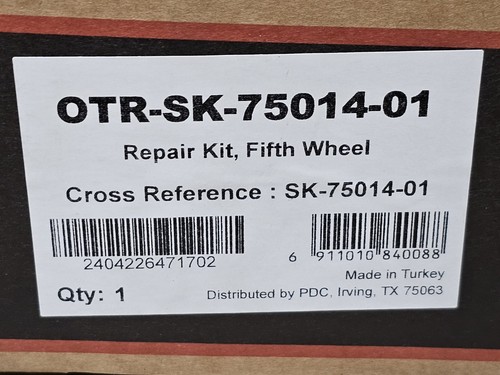 OTR-SK-75014-01
Repair Kit, Fifth Wheel
Cross Reference : SK-75014-01
2404226471702
6 911010 840088
Made in Turkey
Qty: 1
Distributed by PDC, Irving, TX 75063